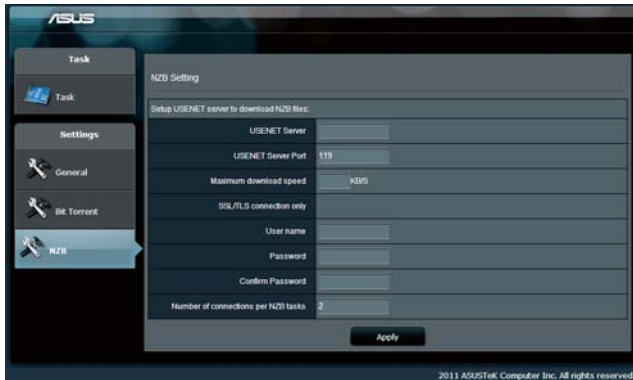 ASUS
Task
Task
Settings
General
Bit Torrent
NZB
NZB Setting
Setup USENET server to download NZB files:
USENET Server
USENET Server Port 119
Maximum download speed KB/S
SSL/TLS connection only
User name
Password
Confirm Password
Number of connections per NZB tasks 2
Apply
2011 ASUSTeK Computer Inc. All rights reserved